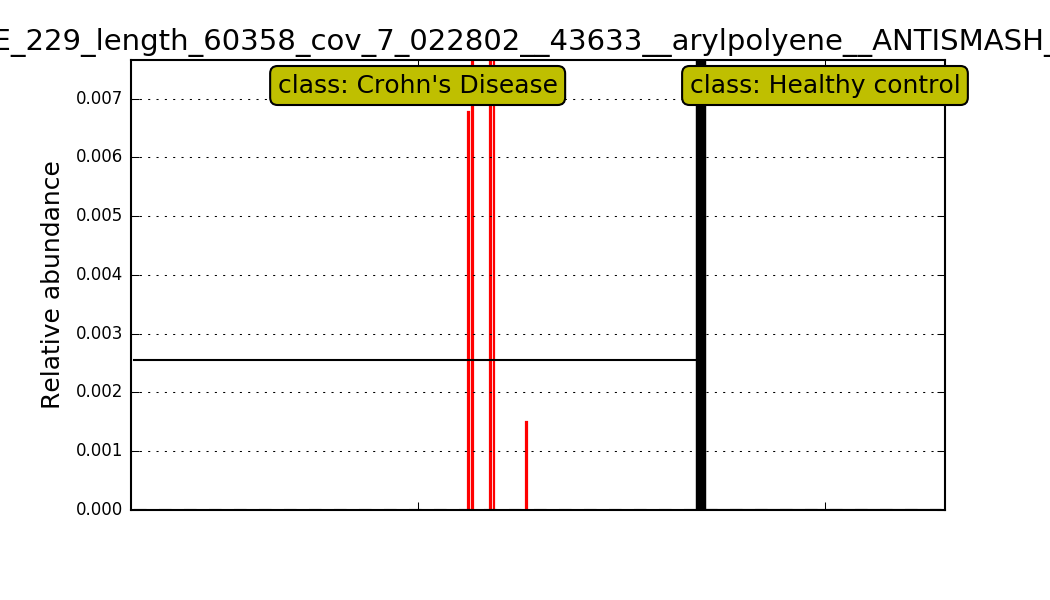 E_229_length_60358_cov_7_022802__43633__arylpolyene__ANTISMASH_
class: Crohn's Disease
class: Healthy control
0.007
0.006
0.005
0.004
0.003
0.002
0.001
0.000
Relative abundance